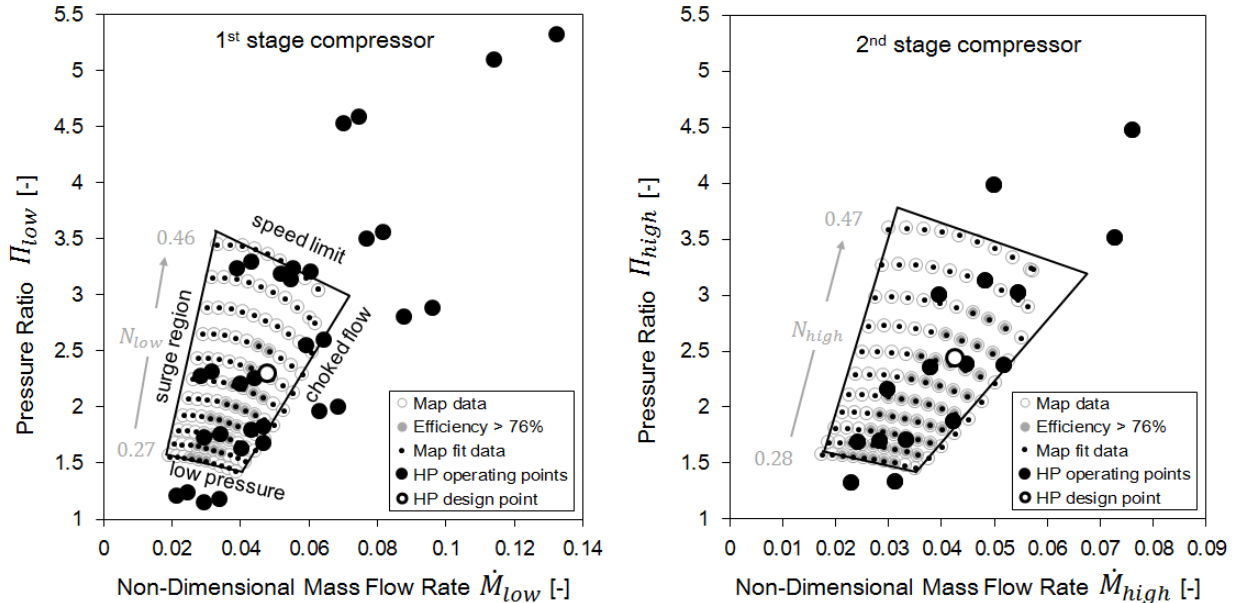 1st stage compressor
5.5
5
4.5
4
3.5
3
2.5
2
1.5
1
Pressure Ratio Π_low [-]
0.46
N_low
0.27
speed limit
surge region
choked flow
low pressure
Map data
Efficiency > 76%
Map fit data
HP operating points
HP design point
0 0.02 0.04 0.06 0.08 0.1 0.12 0.14
Non-Dimensional Mass Flow Rate Ṁ_low [-]
2nd stage compressor
5.5
5
4.5
4
3.5
3
2.5
2
1.5
1
Pressure Ratio Π_high [-]
0.47
N_high
0.28
Map data
Efficiency > 76%
Map fit data
HP operating points
HP design point
0 0.01 0.02 0.03 0.04 0.05 0.06 0.07 0.08 0.09
Non-Dimensional Mass Flow Rate Ṁ_high [-]